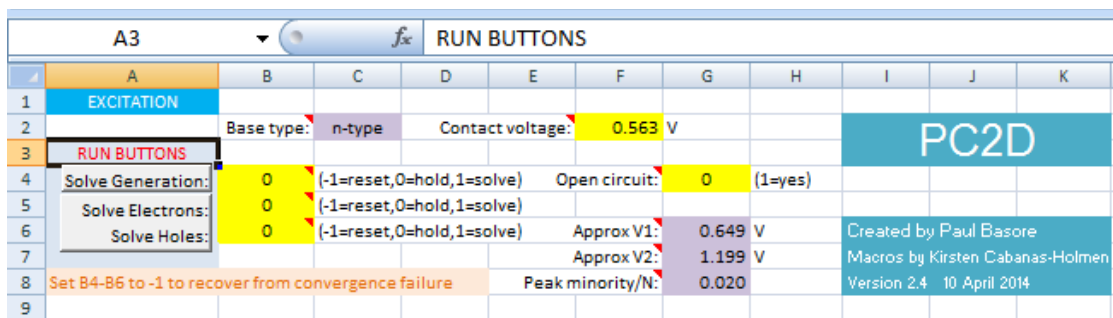 A3 fx RUN BUTTONS
A B C D E F G H I J K
1 EXCITATION
2 Base type: n-type Contact voltage: 0.563 V
PC2D
3 RUN BUTTONS
4 Solve Generation: 0 (-1=reset,0=hold,1=solve) Open circuit: 0 (1=yes)
5 Solve Electrons: 0 (-1=reset,0=hold,1=solve)
6 Solve Holes: 0 (-1=reset,0=hold,1=solve) Approx V1: 0.649 V Created by Paul Basore
7 Approx V2: 1.199 V Macros by Kirsten Cabanas-Holmen
8 Set B4-B6 to -1 to recover from convergence failure Peak minority/N: 0.020 Version 2.4 10 April 2014
9